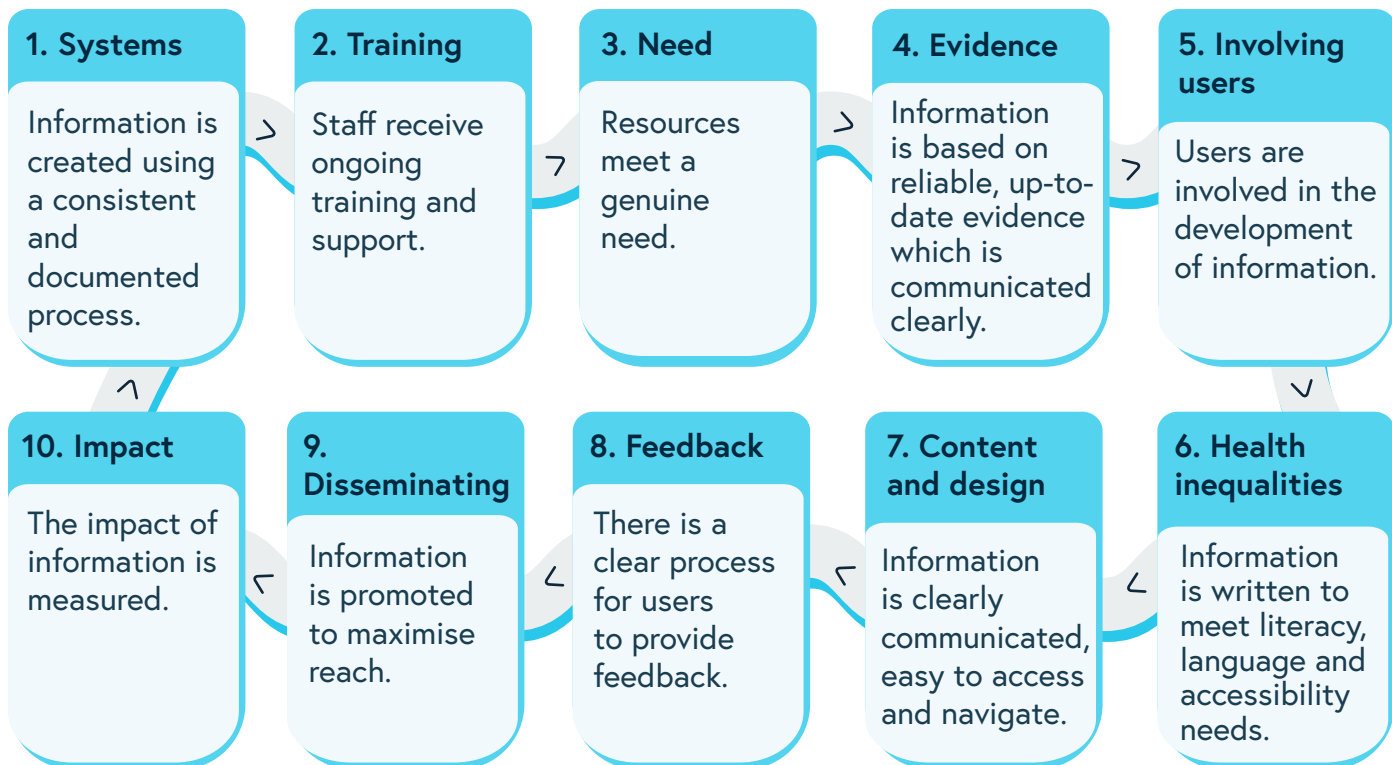 1. Systems
Information is
created using
a consistent
and
documented
process.
2. Training
Staff receive
ongoing
training and
support.
3. Need
Resources
meet a
genuine
need.
4. Evidence
Information
is based on
reliable, up-to-
date evidence
which is
communicated
clearly.
5. Involving
users
Users are
involved in the
development
of information.
6. Health
inequalities
Information
is written to
meet literacy,
language and
accessibility
needs.
7. Content
and design
Information
is clearly
communicated,
easy to access
and navigate.
8. Feedback
There is a
clear process
for users
to provide
feedback.
9.
Disseminating
Information
is promoted
to maximise
reach.
10. Impact
The impact of
information is
measured.